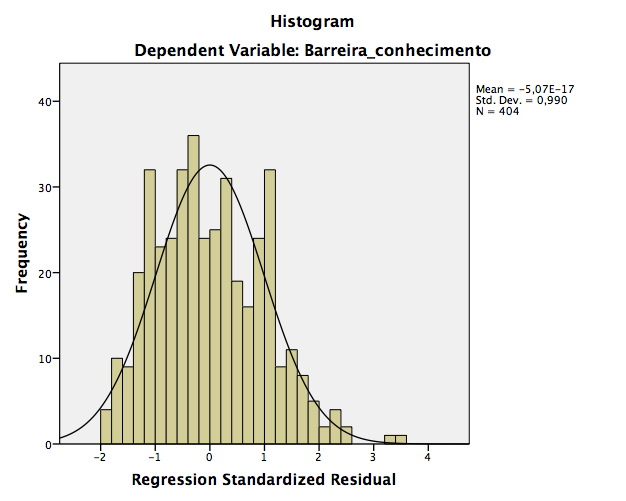 Histogram
Dependent Variable: Barreira_conhecimento
Mean = -5,07E-17
Std. Dev. = 0,990
N = 404
Frequency
40
30
20
10
0
-2 -1 0 1 2 3 4
Regression Standardized Residual